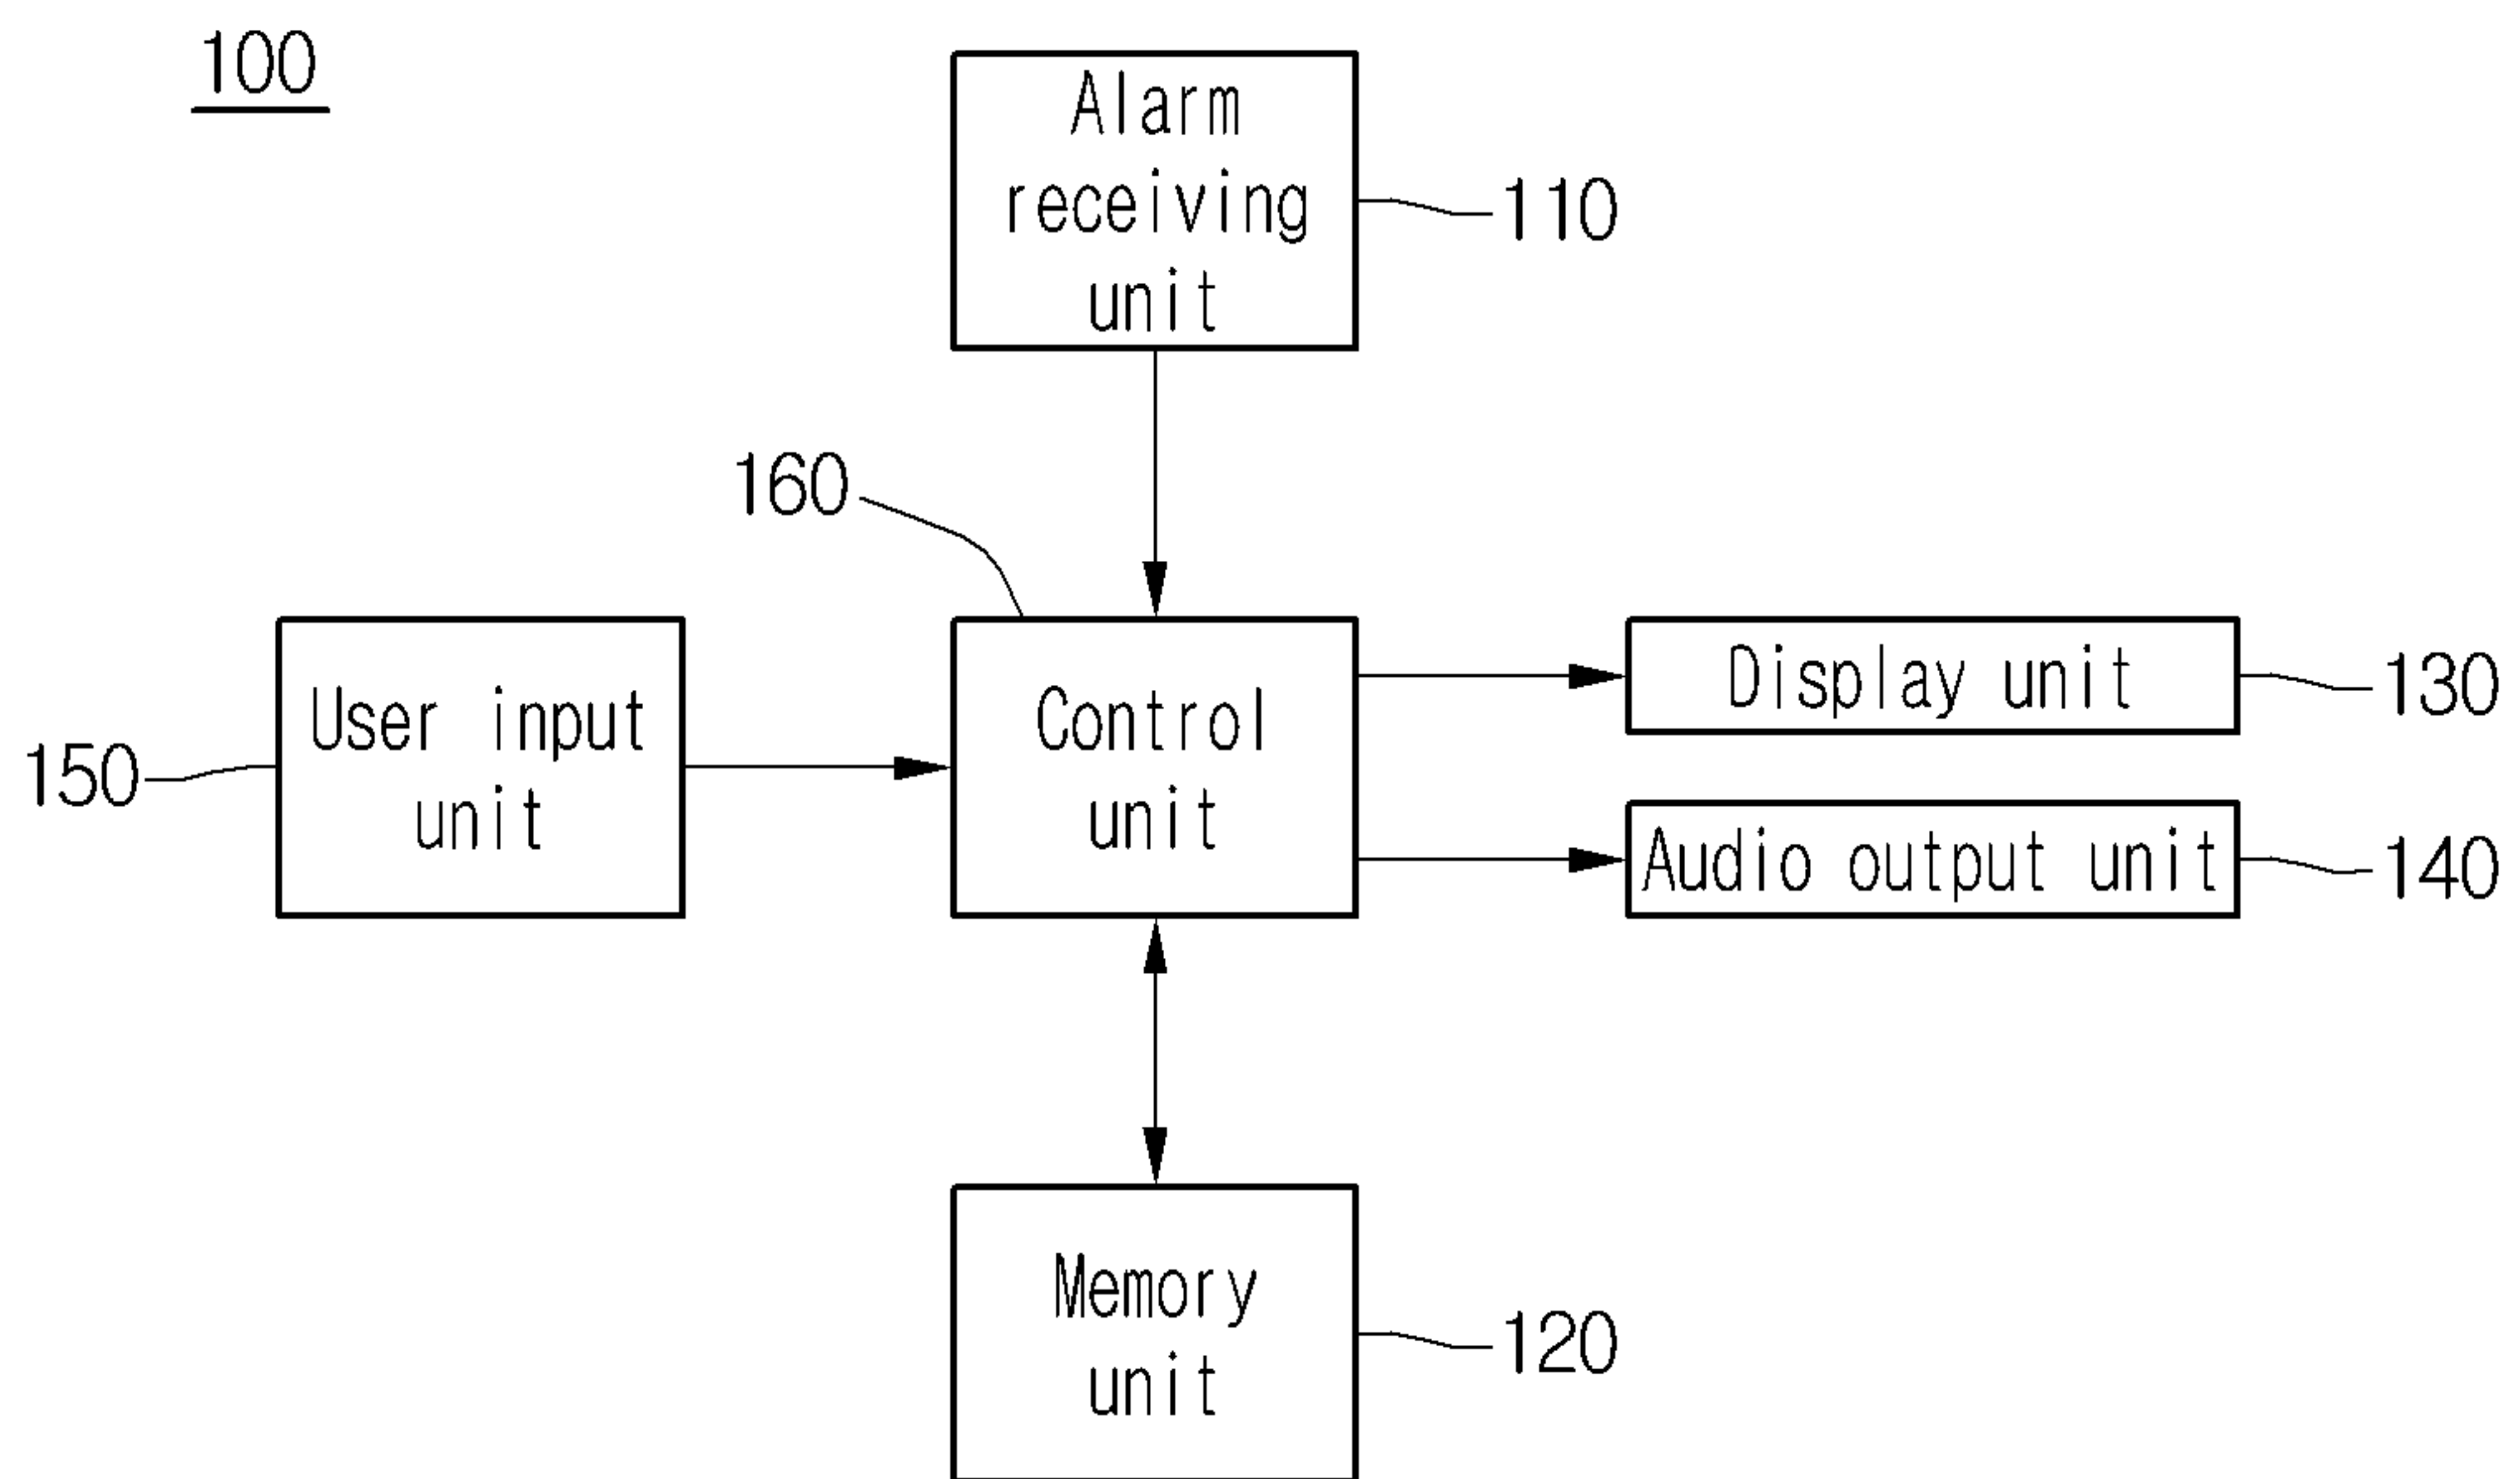 100
Alarm
receiving
unit
110
160
User input
unit
150
Control
unit
Display unit
130
Audio output unit
140
Memory
unit
120